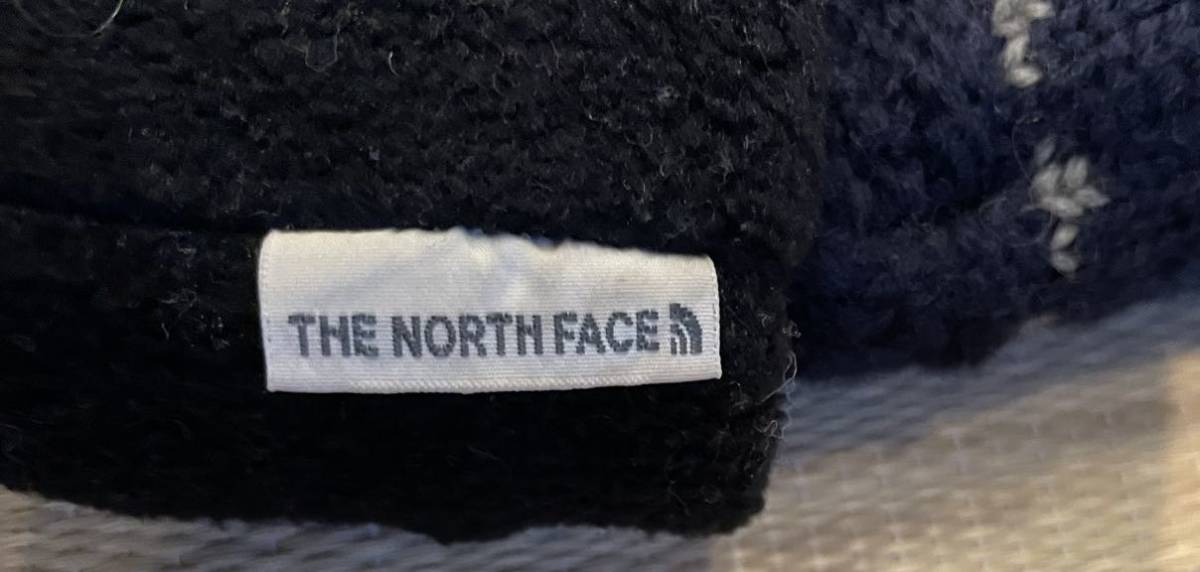 THE NORTH FACE